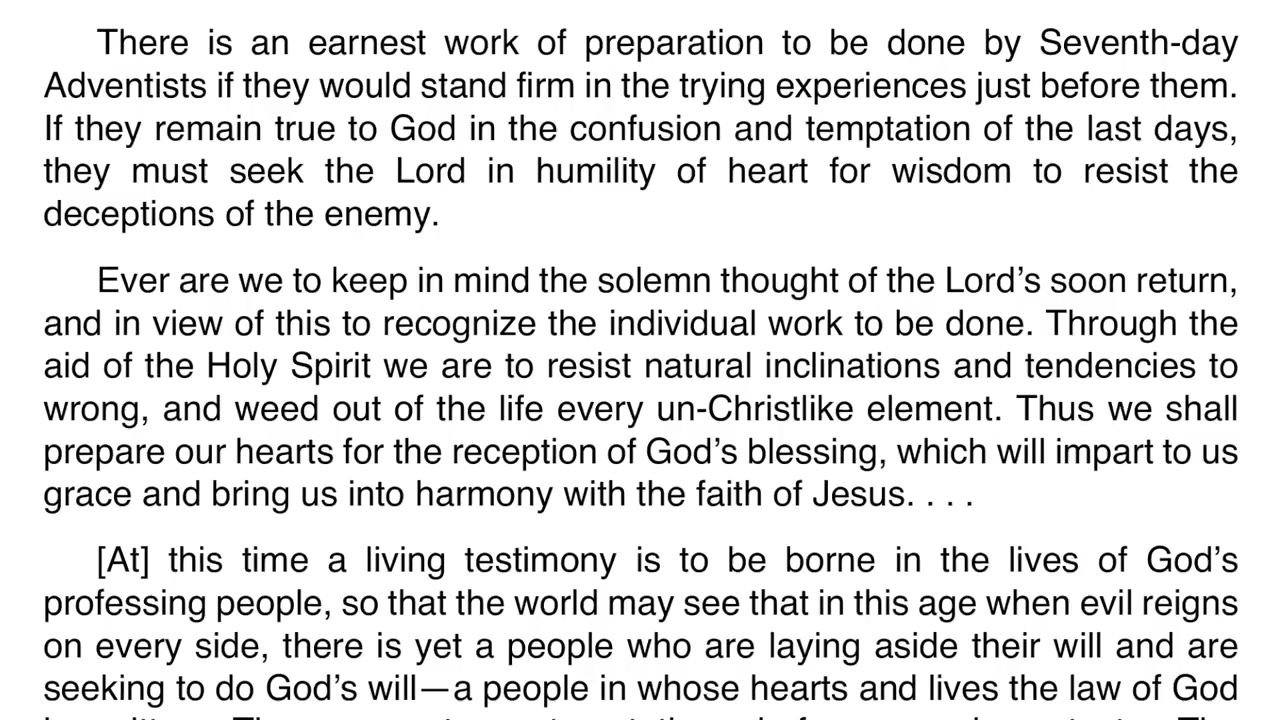 There is an earnest work of preparation to be done by Seventh-day
Adventists if they would stand firm in the trying experiences just before them.
If they remain true to God in the confusion and temptation of the last days,
they must seek the Lord in humility of heart for wisdom to resist the
deceptions of the enemy.
Ever are we to keep in mind the solemn thought of the Lord’s soon return,
and in view of this to recognize the individual work to be done. Through the
aid of the Holy Spirit we are to resist natural inclinations and tendencies to
wrong, and weed out of the life every un-Christlike element. Thus we shall
prepare our hearts for the reception of God’s blessing, which will impart to us
grace and bring us into harmony with the faith of Jesus. . . .
[At] this time a living testimony is to be borne in the lives of God’s
professing people, so that the world may see that in this age when evil reigns
on every side, there is yet a people who are laying aside their will and are
seeking to do God’s will—a people in whose hearts and lives the law of God